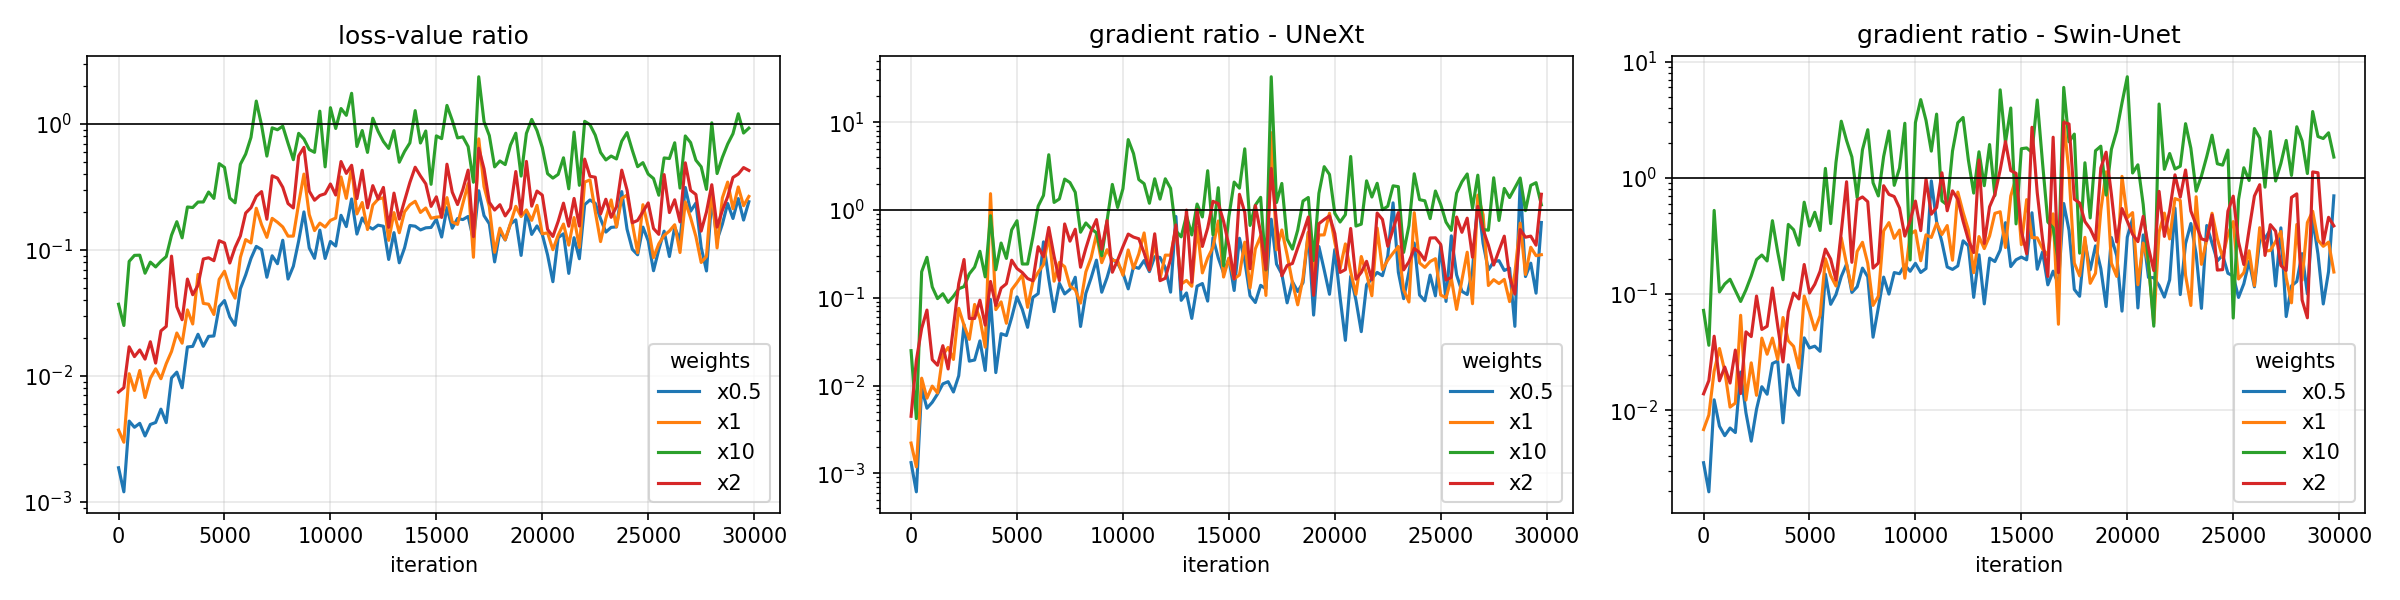 loss-value ratio
10^0
10^-1
10^-2
10^-3
0 5000 10000 15000 20000 25000 30000
iteration
weights
x0.5
x1
x10
x2
gradient ratio - UNeXt
10^1
10^0
10^-1
10^-2
10^-3
0 5000 10000 15000 20000 25000 30000
iteration
weights
x0.5
x1
x10
x2
gradient ratio - Swin-Unet
10^1
10^0
10^-1
10^-2
0 5000 10000 15000 20000 25000 30000
iteration
weights
x0.5
x1
x10
x2